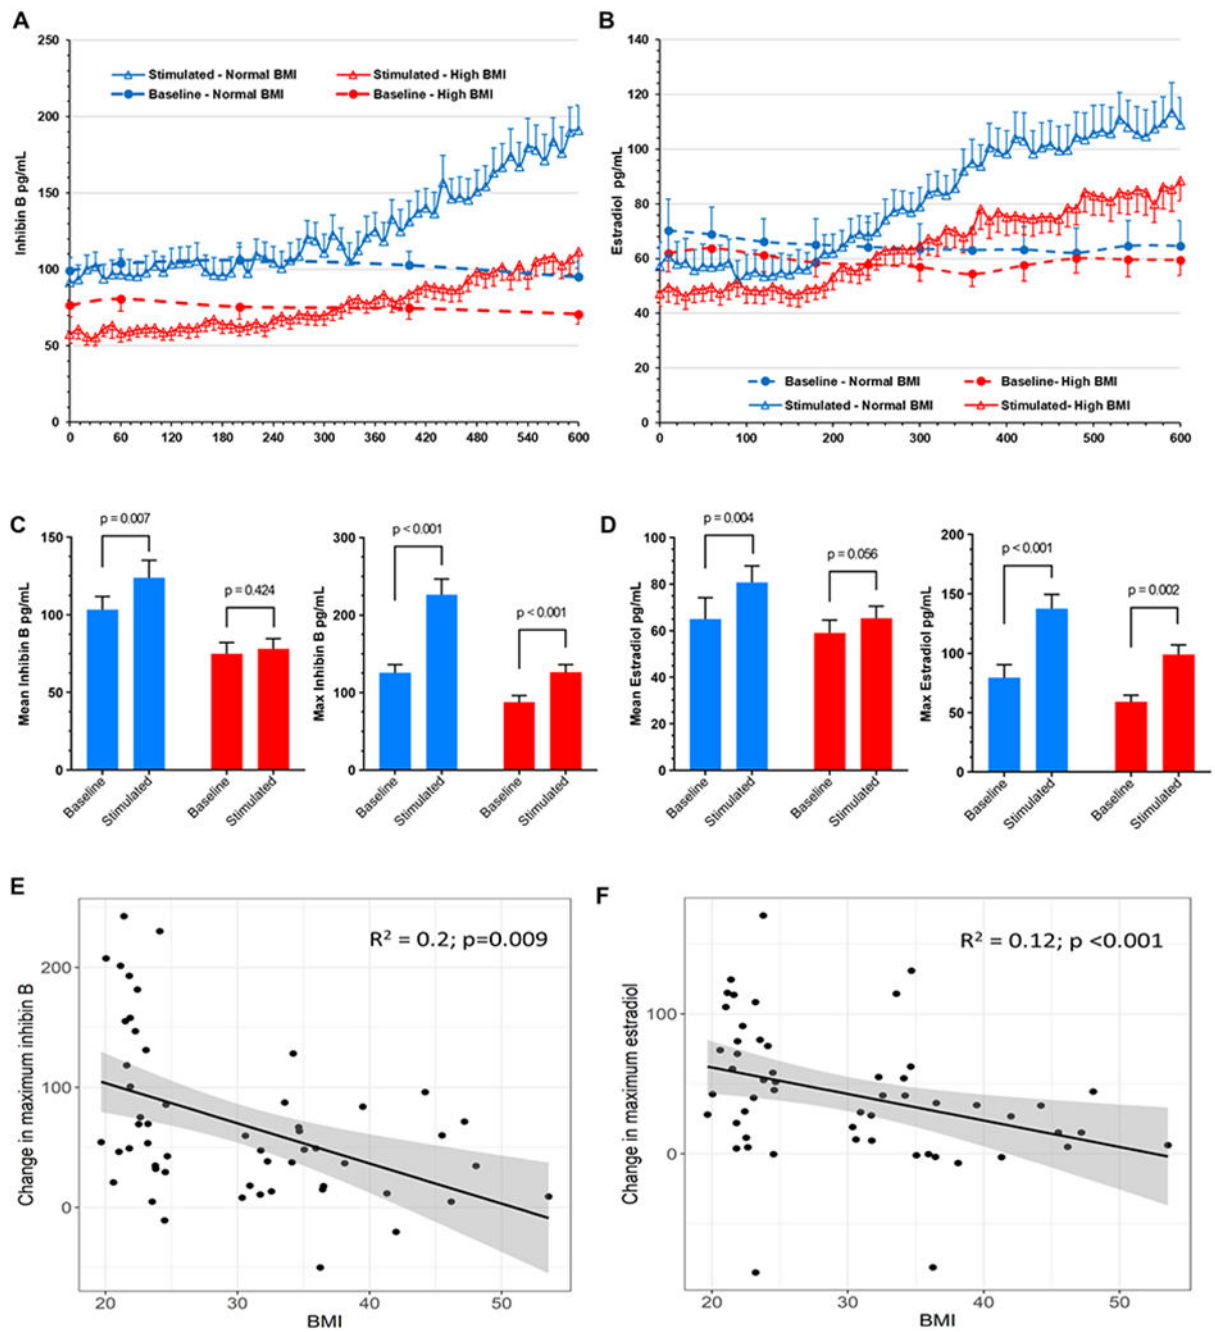 A
B
250
200
150
100
50
0
Inhibin B pg/mL
Stimulated - Normal BMI
Stimulated - High BMI
Baseline - Normal BMI
Baseline - High BMI
0 60 120 180 240 300 360 420 480 540 600
140
120
100
80
60
40
20
0
Estradiol pg/mL
Baseline - Normal BMI
Baseline- High BMI
Stimulated - Normal BMI
Stimulated- High BMI
0 100 200 300 400 500 600
C
150
100
50
0
Mean Inhibin B pg/mL
p = 0.007
p = 0.424
Baseline Stimulated Baseline Stimulated
300
200
100
0
Max Inhibin B pg/mL
p < 0.001
p < 0.001
Baseline Stimulated Baseline Stimulated
D
100
80
60
40
20
0
Mean Estradiol pg/mL
p = 0.004
p = 0.056
Baseline Stimulated Baseline Stimulated
200
150
100
50
0
Max Estradiol pg/mL
p < 0.001
p = 0.002
Baseline Stimulated Baseline Stimulated
E
R² = 0.2; p=0.009
200
100
0
Change in maximum inhibin B
20 30 40 50
BMI
F
R² = 0.12; p <0.001
100
0
Change in maximum estradiol
20 30 40 50
BMI